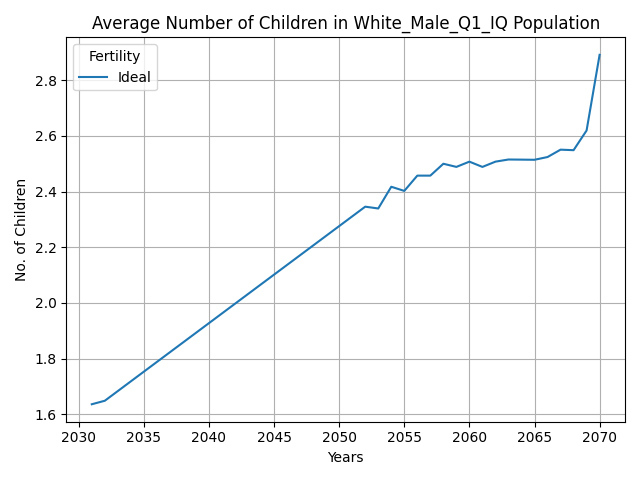 Average Number of Children in White_Male_Q1_IQ Population
Fertility
Ideal
No. of Children
2.8
2.6
2.4
2.2
2.0
1.8
1.6
2030 2035 2040 2045 2050 2055 2060 2065 2070
Years